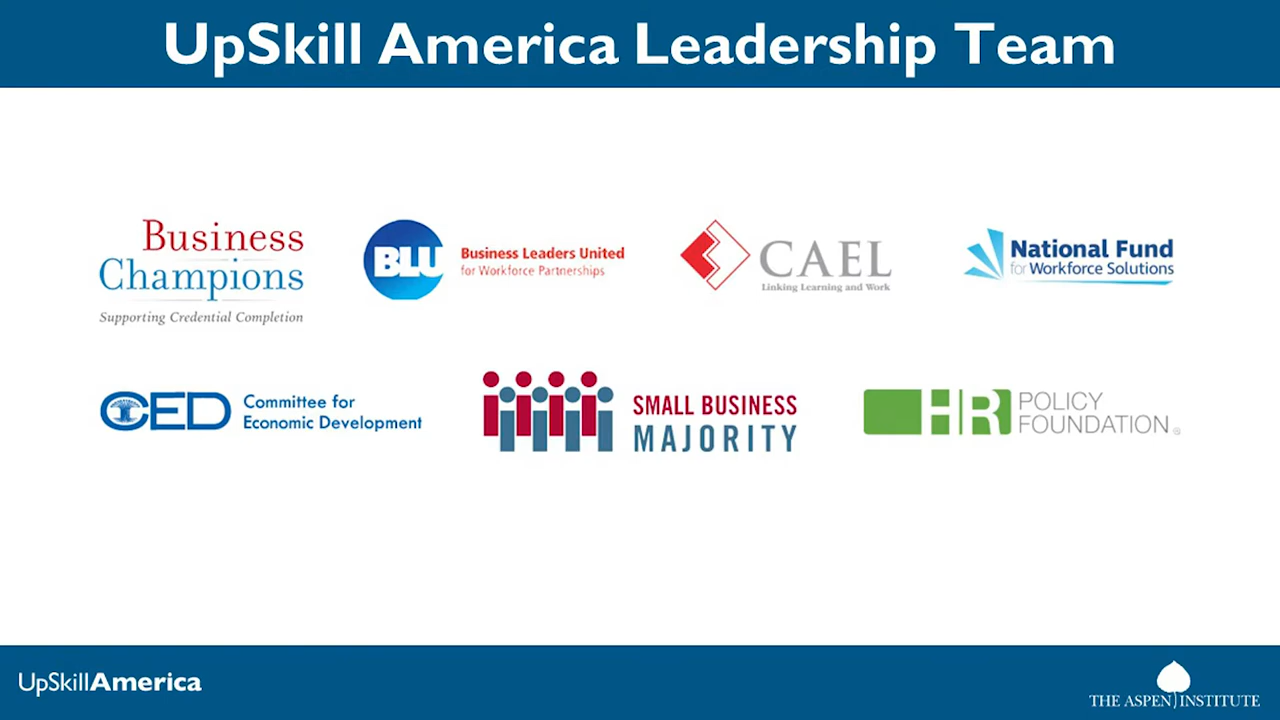 UpSkill America Leadership Team
Business
Champions
Supporting Credential Completion
BLU
Business Leaders United
for Workforce Partnerships
CAEL
Linking Learning and Work
National Fund
for Workforce Solutions
CED
Committee for
Economic Development
SMALL BUSINESS
MAJORITY
HR
POLICY
FOUNDATION®
UpSkillAmerica
THE ASPEN INSTITUTE